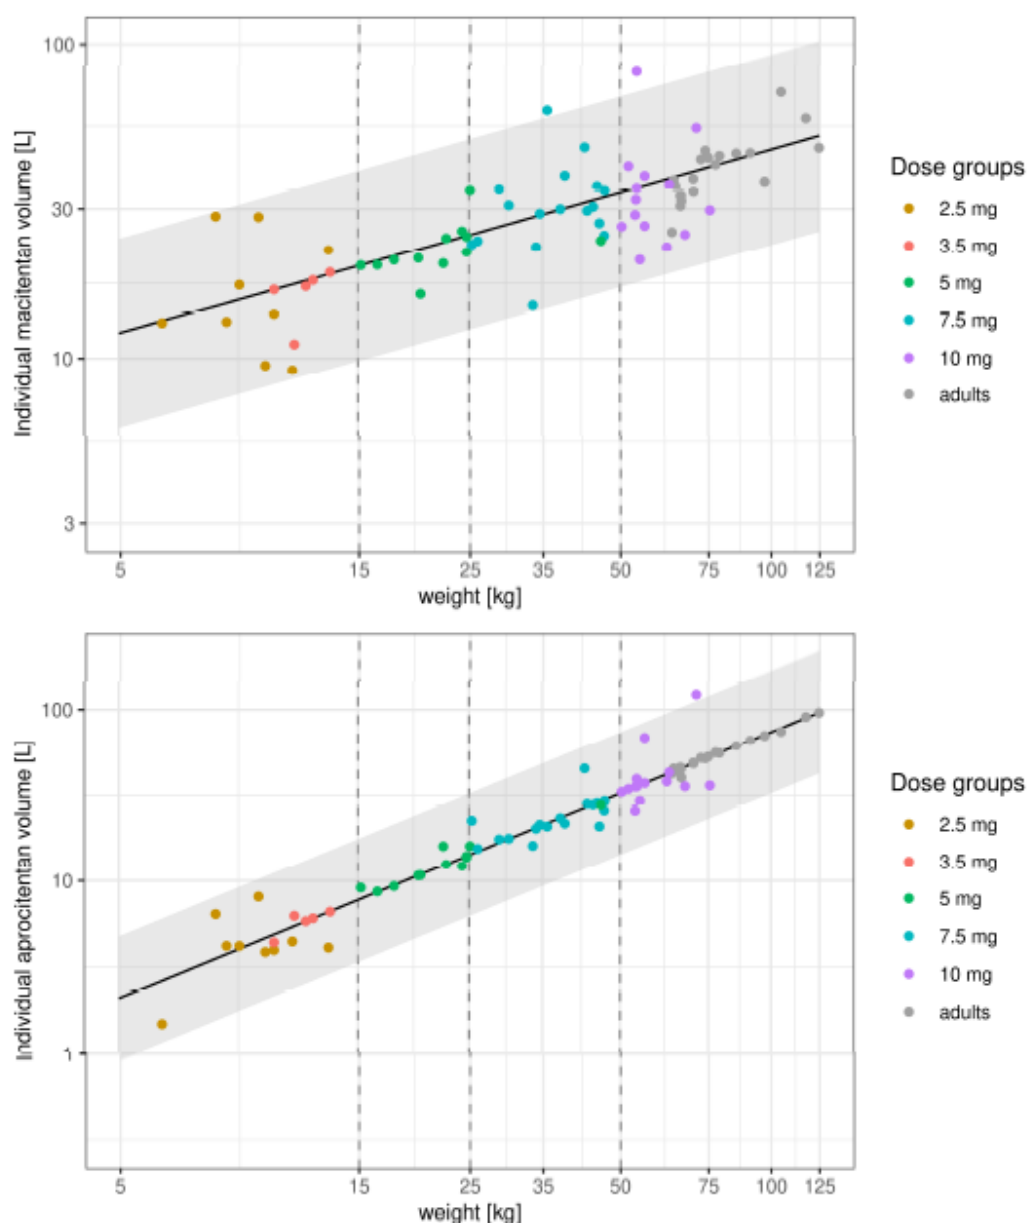 Individual macitentan volume [L]
100
30
10
3
5 15 25 35 50 75 100 125
weight [kg]
Dose groups
2.5 mg
3.5 mg
5 mg
7.5 mg
10 mg
adults
Individual aprocitentan volume [L]
100
10
1
5 15 25 35 50 75 100 125
weight [kg]
Dose groups
2.5 mg
3.5 mg
5 mg
7.5 mg
10 mg
adults